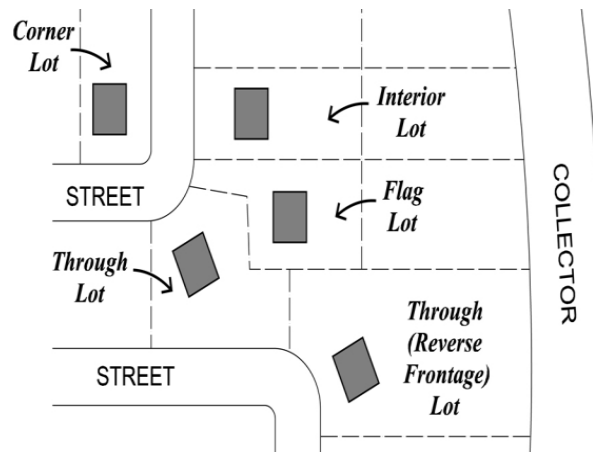 Corner
Lot
Interior
Lot
STREET
Flag
Lot
COLLECTOR
Through
Lot
Through
(Reverse
Frontage)
Lot
STREET